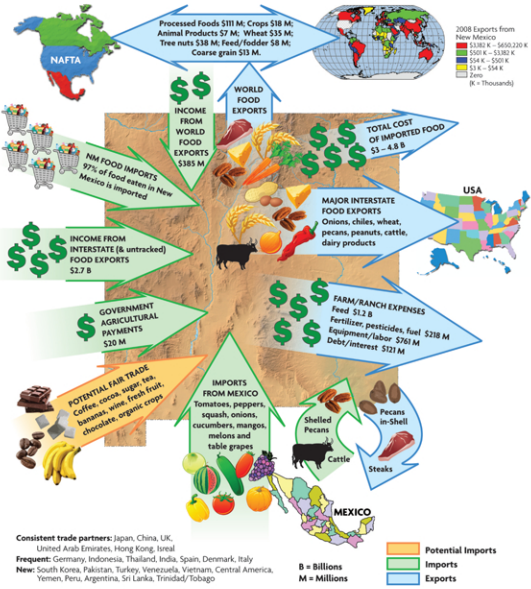 NAFTA
Processed Foods $111 M; Crops $18 M;
Animal Products $7 M; Wheat $35 M;
Tree nuts $38 M; Feed/fodder $8 M;
Coarse grain $13 M.
2008 Exports from
New Mexico
$3382 K – $650,220 K
$501 K – $3382 K
$54 K – $501 K
$3 K – $54 K
Zero
(K = Thousands)
INCOME
FROM
WORLD
FOOD
EXPORTS
$385 M
WORLD
FOOD
EXPORTS
TOTAL COST
OF IMPORTED FOOD
$3 – 4.8 B
NM FOOD IMPORTS
97% of food eaten in New
Mexico is imported
MAJOR INTERSTATE
FOOD EXPORTS
Onions, chiles, wheat,
pecans, peanuts, cattle,
dairy products
USA
INCOME FROM
INTERSTATE (& untracked)
FOOD EXPORTS
$2.7 B
FARM/RANCH EXPENSES
Feed $1.2 B
Fertilizer, pesticides, fuel $218 M
Equipment/labor $761 M
Debt/interest $121 M
GOVERNMENT
AGRICULTURAL
PAYMENTS
$20 M
POTENTIAL FAIR TRADE
Coffee, cocoa, sugar, tea,
bananas, wine, fresh fruit,
chocolate, organic crops
IMPORTS
FROM MEXICO
Tomatoes, peppers,
squash, onions,
cucumbers, mangos,
melons and
table grapes
Shelled
Pecans
Cattle
Pecans
in-Shell
Steaks
MEXICO
Consistent trade partners: Japan, China, UK,
United Arab Emirates, Hong Kong, Isreal
Frequent: Germany, Indonesia, Thailand, India, Spain, Denmark, Italy
New: South Korea, Pakistan, Turkey, Venezuela, Vietnam, Central America,
Yemen, Peru, Argentina, Sri Lanka, Trinidad/Tobago
B = Billions
M = Millions
Potential Imports
Imports
Exports